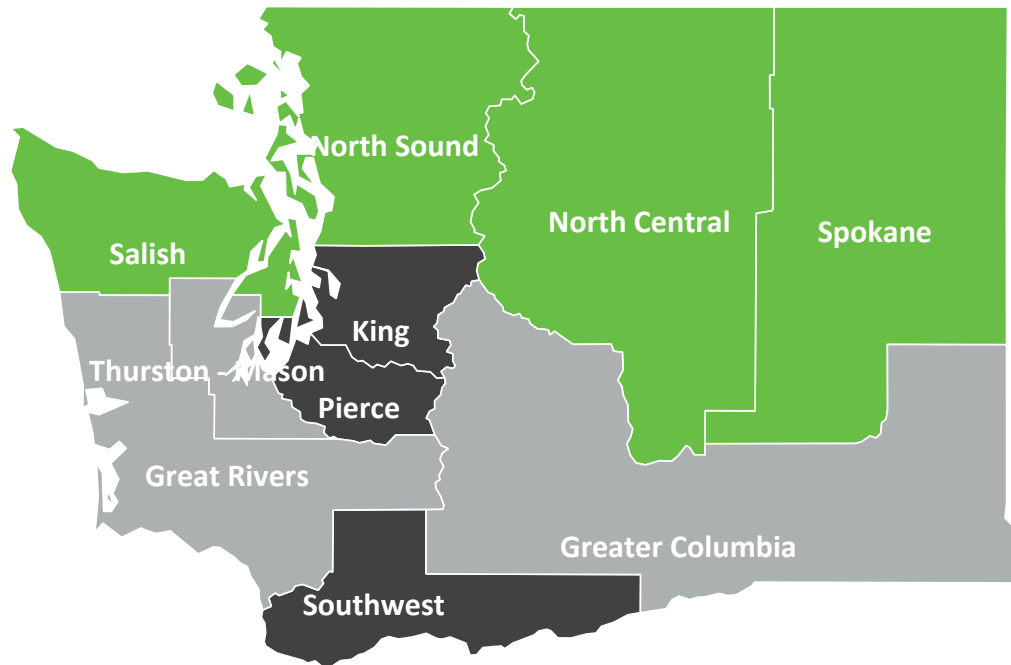 North Sound
North Central
Spokane
Salish
King
Thurston - Mason
Pierce
Great Rivers
Greater Columbia
Southwest